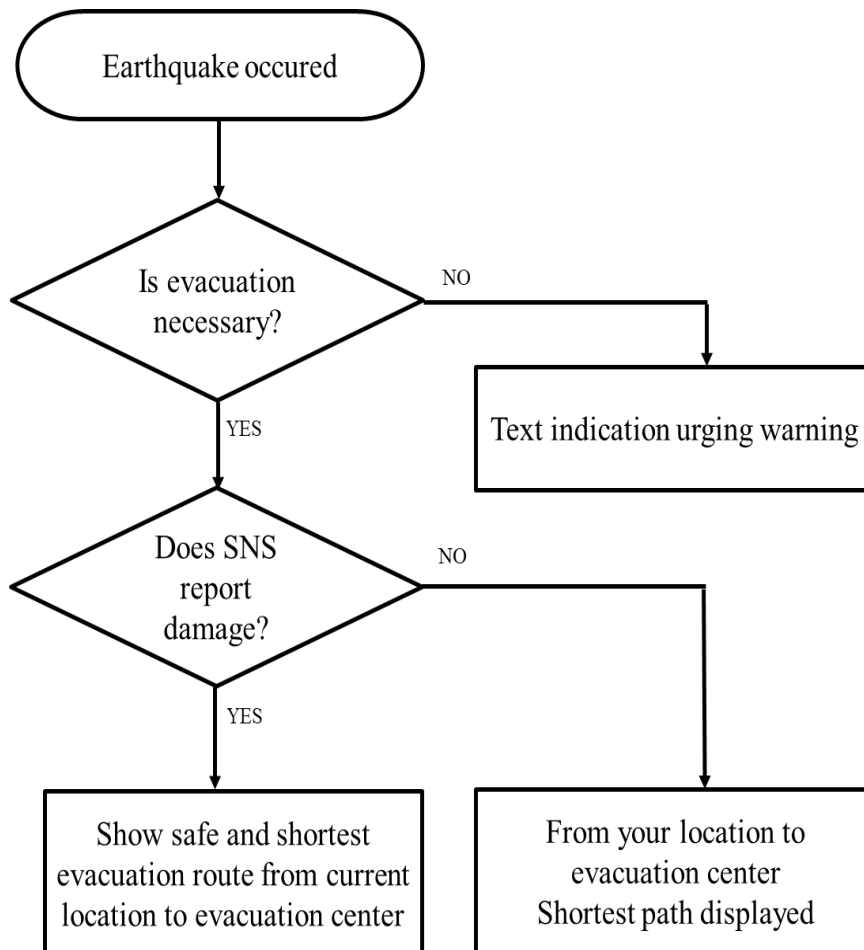 Earthquake occured
Is evacuation
necessary?
NO
Text indication urging warning
YES
Does SNS
report
damage?
NO
YES
Show safe and shortest
evacuation route from current
location to evacuation center
From your location to
evacuation center
Shortest path displayed